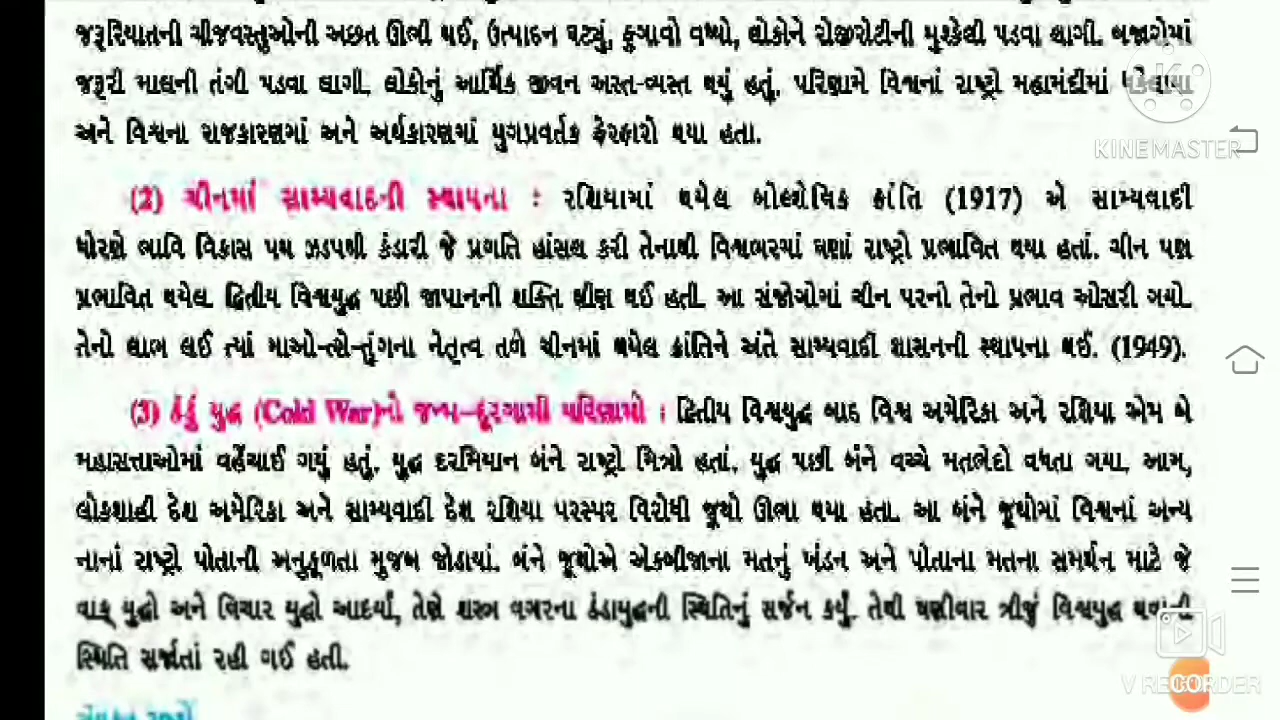 જરૂરિયાતની ચીજવસ્તુઓની અછત ઊભી થઈ, ઉત્પાદન ઘટ્યું, ફુગાવો વધ્યો, લોકોને રોજીરોટીની મુશ્કેલી પડવા લાગી. બજારોમાં
જરૂરી માલની તંગી પડવા લાગી. લોકોનું આર્થિક જીવન અસ્ત-વ્યસ્ત થયું હતું. પરિણામે વિશ્વનાં રાષ્ટ્રો મહામંદીમાં ધકેલાયા
KINEMASTER
અને વિશ્વના રાજકારણમાં અને અર્થકારણમાં યુગપ્રવર્તક ફેરફારો થયા હતા.
(2) ચીનમાં સામ્યવાદની સ્થાપના : રશિયામાં થયેલ બોલ્શેવિક ક્રાંતિ (1917) એ સામ્યવાદી
ધોરણે ભાવિ વિકાસ પથ ઝડપથી કંડારી જે પ્રગતિ હાંસલ કરી તેનાથી વિશ્વભરમાં ઘણાં રાષ્ટ્રો પ્રભાવિત થયા હતાં. ચીન પણ
પ્રભાવિત થયેલ. દ્વિતીય વિશ્વયુદ્ધ પછી જાપાનની શક્તિ ક્ષીણ થઈ હતી. આ સંજોગોમાં ચીન પરનો તેનો પ્રભાવ ઓસરી ગયો.
તેનો લાભ લઈ ત્યાં માઓ-ત્સે-તુંગના નેતૃત્વ તળે ચીનમાં થયેલ ક્રાંતિને અંતે સામ્યવાદી શાસનની સ્થાપના થઈ. (1949).
(3) ઠંડું યુદ્ધ (Cold War)નો જન્મ-દૂરગામી પરિણામો : દ્વિતીય વિશ્વયુદ્ધ બાદ વિશ્વ અમેરિકા અને રશિયા એમ બે
મહાસત્તાઓમાં વહેંચાઈ ગયું હતું. યુદ્ધ દરમિયાન બંને રાષ્ટ્રો મિત્રો હતાં. યુદ્ધ પછી બંને વચ્ચે મતભેદો વધતા ગયા. આમ,
લોકશાહી દેશ અમેરિકા અને સામ્યવાદી દેશ રશિયા પરસ્પર વિરોધી જૂથો ઊભા થયા હતા. આ બંને જૂથોમાં વિશ્વનાં અન્ય
નાનાં રાષ્ટ્રો પોતાની અનુકૂળતા મુજબ જોડાયાં. બંને જૂથોએ એકબીજાના મતનું ખંડન અને પોતાના મતના સમર્થન માટે જે
વાક્ યુદ્ધો અને વિચાર યુદ્ધો આદર્યાં, તેણે શસ્ત્ર વગરના ઠંડાયુદ્ધની સ્થિતિનું સર્જન કર્યું. તેથી ઘણીવાર ત્રીજું વિશ્વયુદ્ધ થવાની
સ્થિતિ સર્જાતાં રહી ગઈ હતી.
V RECORDER